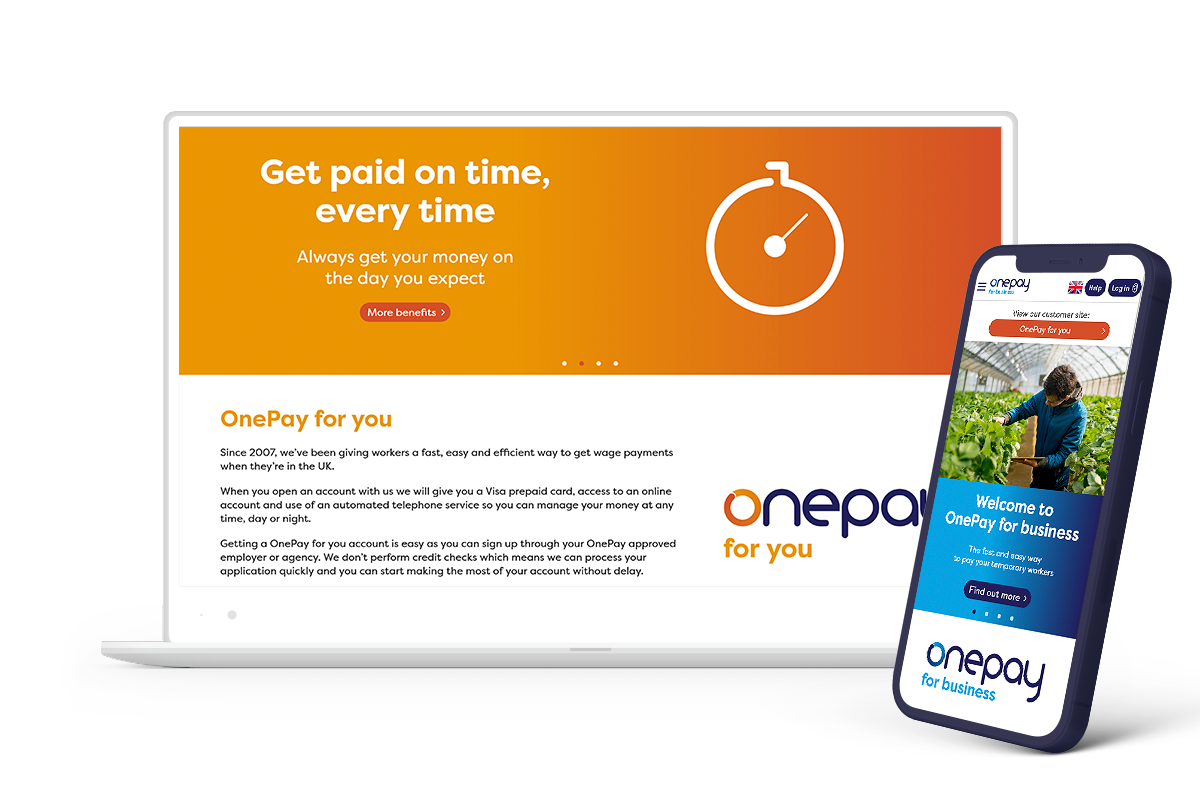 Get paid on time,
every time
Always get your money on
the day you expect
More benefits
OnePay for you
Since 2007, we've been giving workers a fast, easy and efficient way to get wage payments
when they're in the UK.
When you open an account with us we will give you a Visa prepaid card, access to an online
account and use of an automated telephone service so you can manage your money at any
time, day or night.
Getting a OnePay for you account is easy as you can sign up through your OnePay approved
employer or agency. We don't perform credit checks which means we can process your
application quickly and you can start making the most of your account without delay.
onepay
for you
onepay
for business
Help
Log in
View our customer site:
OnePay for you
Welcome to
OnePay for business
The fast and easy way
to pay your temporary workers
Find out more
onepay
for business